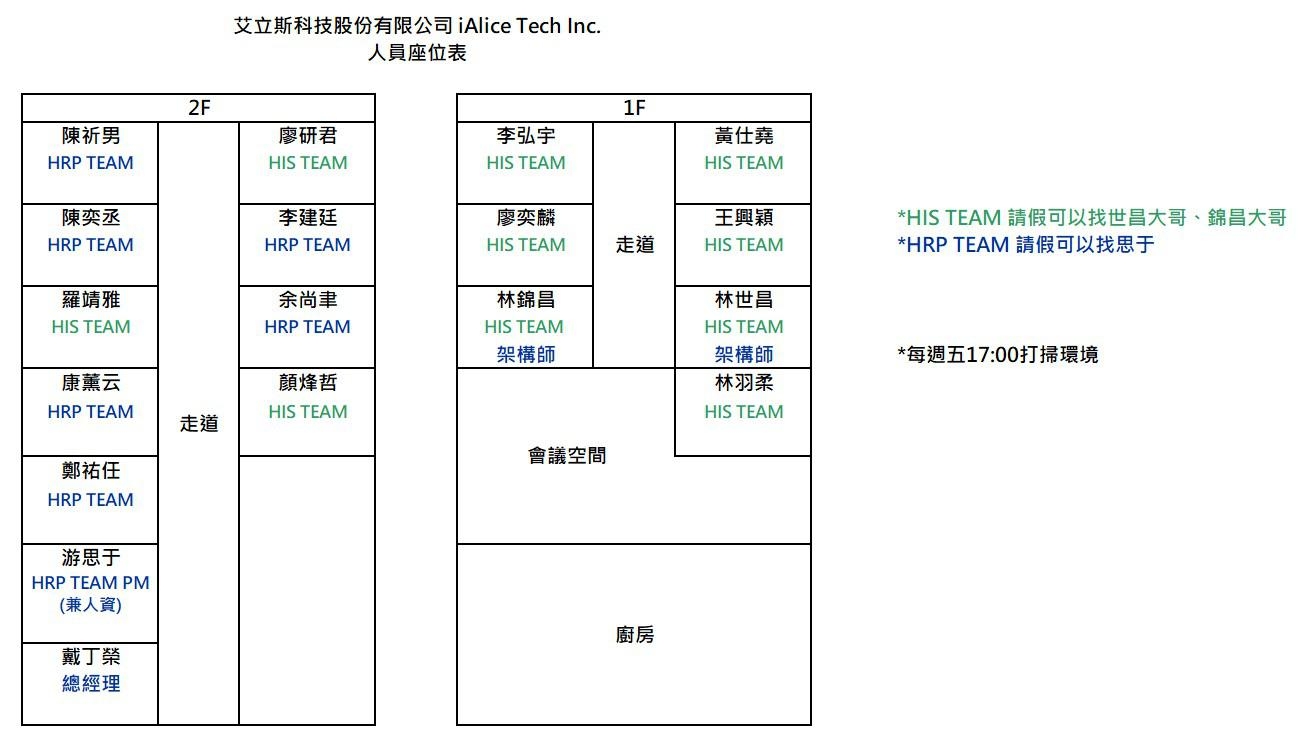 艾立斯科技股份有限公司 iAlice Tech Inc.
人員座位表
2F
陳祈男
HRP TEAM
廖研君
HIS TEAM
陳奕丞
HRP TEAM
李建廷
HRP TEAM
羅靖雅
HIS TEAM
余尚聿
HRP TEAM
康薰云
HRP TEAM
走道
顏烽哲
HIS TEAM
鄭祐任
HRP TEAM
游思于
HRP TEAM PM
(兼人資)
戴丁榮
總經理
1F
李弘宇
HIS TEAM
黃仕堯
HIS TEAM
廖奕麟
HIS TEAM
走道
王興穎
HIS TEAM
林錦昌
HIS TEAM
架構師
林世昌
HIS TEAM
架構師
林羽柔
HIS TEAM
會議空間
廚房
*HIS TEAM 請假可以找世昌大哥、錦昌大哥
*HRP TEAM 請假可以找思于
*每週五17:00打掃環境